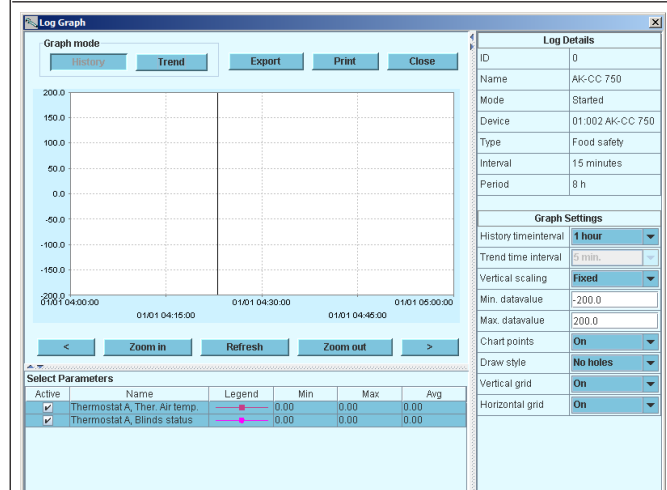 Log Graph
Graph mode
History Trend Export Print Close
200.0
150.0
100.0
50.0
0.0
-50.0
-100.0
-150.0
-200.0
01/01 04:00:00 01/01 04:30:00 01/01 05:00:00
01/01 04:15:00 01/01 04:45:00
< Zoom in Refresh Zoom out >
Select Parameters
Active Name Legend Min Max Avg
Thermostat A, Ther. Air temp. 0.00 0.00 0.00
Thermostat A, Blinds status 0.00 0.00 0.00
Log Details
ID 0
Name AK-CC 750
Mode Started
Device 01:002 AK-CC 750
Type Food safety
Interval 15 minutes
Period 8 h
Graph Settings
History timeinterval 1 hour
Trend time interval 5 min.
Vertical scaling Fixed
Min. datavalue -200.0
Max. datavalue 200.0
Chart points On
Draw style No holes
Vertical grid On
Horizontal grid On